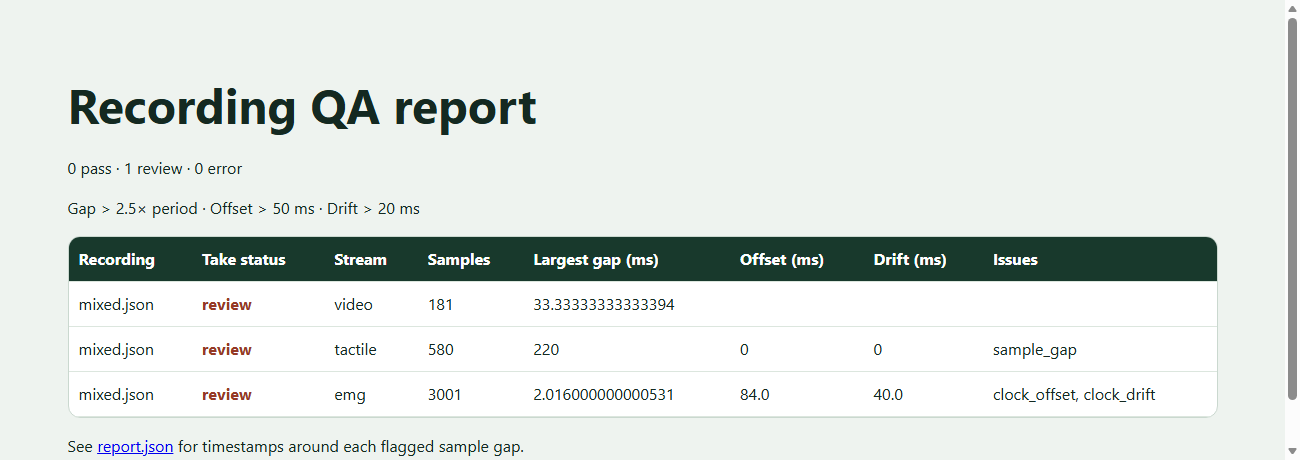 Recording QA report
0 pass · 1 review · 0 error
Gap > 2.5× period · Offset > 50 ms · Drift > 20 ms
Recording Take status Stream Samples Largest gap (ms) Offset (ms) Drift (ms) Issues
mixed.json review video 181 33.33333333333394
mixed.json review tactile 580 220 0 0 sample_gap
mixed.json review emg 3001 2.016000000000531 84.0 40.0 clock_offset, clock_drift
See report.json for timestamps around each flagged sample gap.